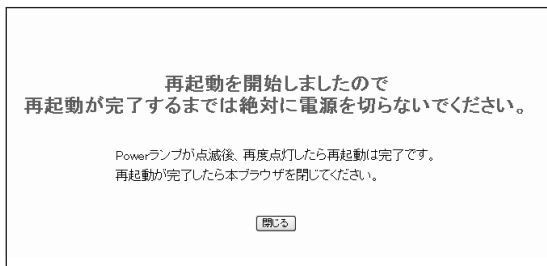 再起動を開始しましたので
再起動が完了するまでは絶対に電源を切らないでください。
Powerランプが点滅後、再度点灯したら再起動は完了です。
再起動が完了したら本ブラウザを閉じてください。
閉じる